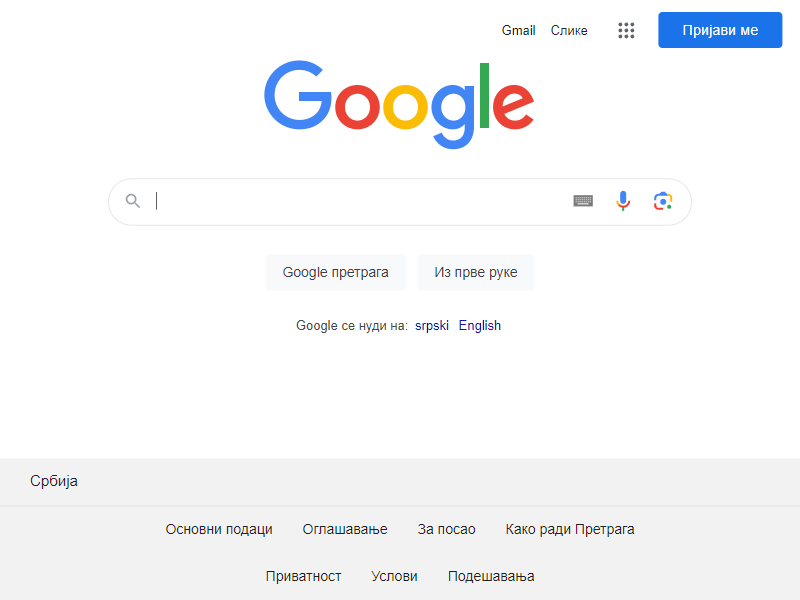 Gmail Слике Пријави ме
Google
Google претрага Из прве руке
Google се нуди на: srpski English
Србија
Основни подаци Оглашавање За посао Како ради Претрага
Приватност Услови Подешавања